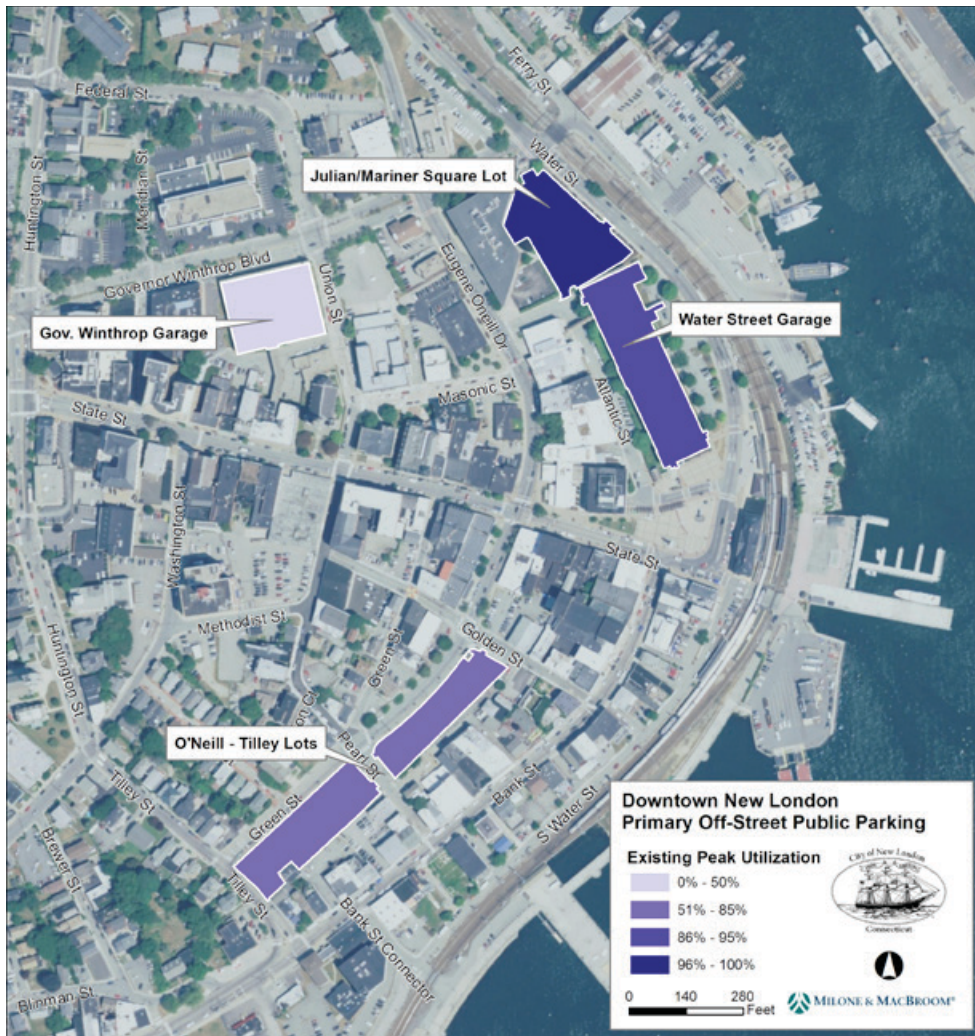 Ferry St
Federal St
Water St
Julian/Mariner Square Lot
Huntington St
Meridian St
Governor Winthrop Blvd
Union St
Eugene Oneill Dr
Gov. Winthrop Garage
Water Street Garage
Masonic St
Atlantic St
State St
Washington St
State St
Methodist St
Green St
Golden St
Huntington St
on Ct
O'Neill - Tilley Lots
Pearl St
Tilley St
Green St
Bank St
S Water St
Brewer St
Tilley St
Bank St Connector
Blinman St
Downtown New London
Primary Off-Street Public Parking
Existing Peak Utilization
0% - 50%
51% - 85%
86% - 95%
96% - 100%
0 140 280
Feet
City of New London
Connecticut
MILONE & MACBROOM®